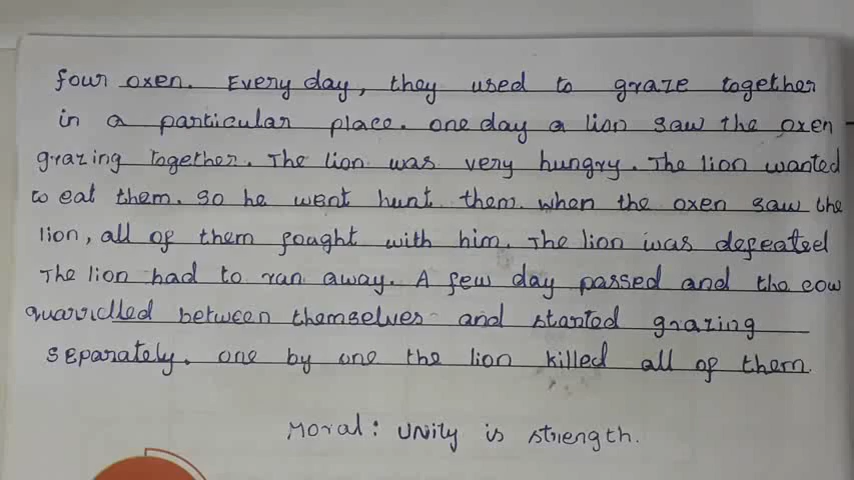 four oxen. Every day, they used to graze together
in a particular place. one day a lion saw the oxen
grazing together. The lion was very hungry. The lion wanted
to eat them. So he went hunt them. when the oxen saw the
lion, all of them fought with him. The lion was defeated
The lion had to ran away. A few day passed and the cow
quarridlled between themselves and started grazing
separately. one by one the lion killed all of them.
Moral: Unity is strength.